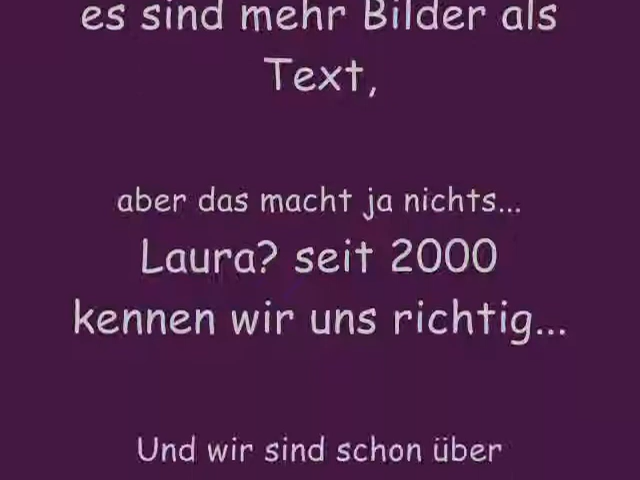 es sind mehr Bilder als
Text,
aber das macht ja nichts...
Laura? seit 2000
kennen wir uns richtig...
Und wir sind schon über